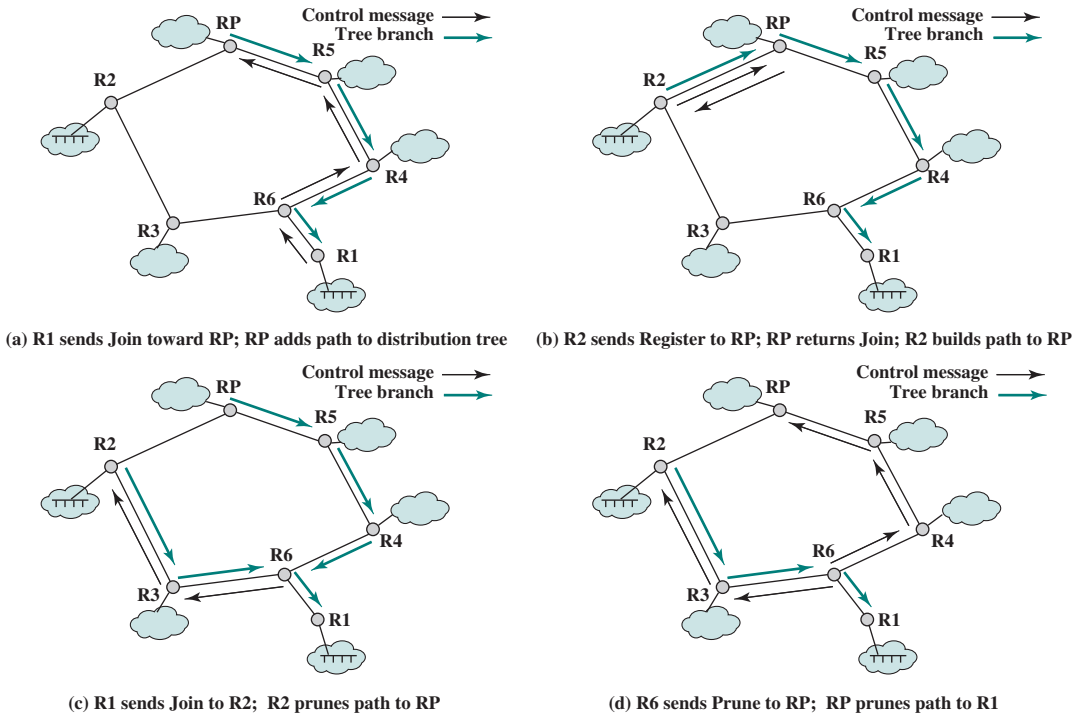 Control message
Tree branch
RP
R5
R2
R4
R6
R3
R1
(a) R1 sends Join toward RP; RP adds path to distribution tree
Control message
Tree branch
RP
R5
R2
R4
R6
R3
R1
(b) R2 sends Register to RP; RP returns Join; R2 builds path to RP
Control message
Tree branch
RP
R5
R2
R4
R6
R3
R1
(c) R1 sends Join to R2; R2 prunes path to RP
Control message
Tree branch
RP
R5
R2
R4
R6
R3
R1
(d) R6 sends Prune to RP; RP prunes path to R1